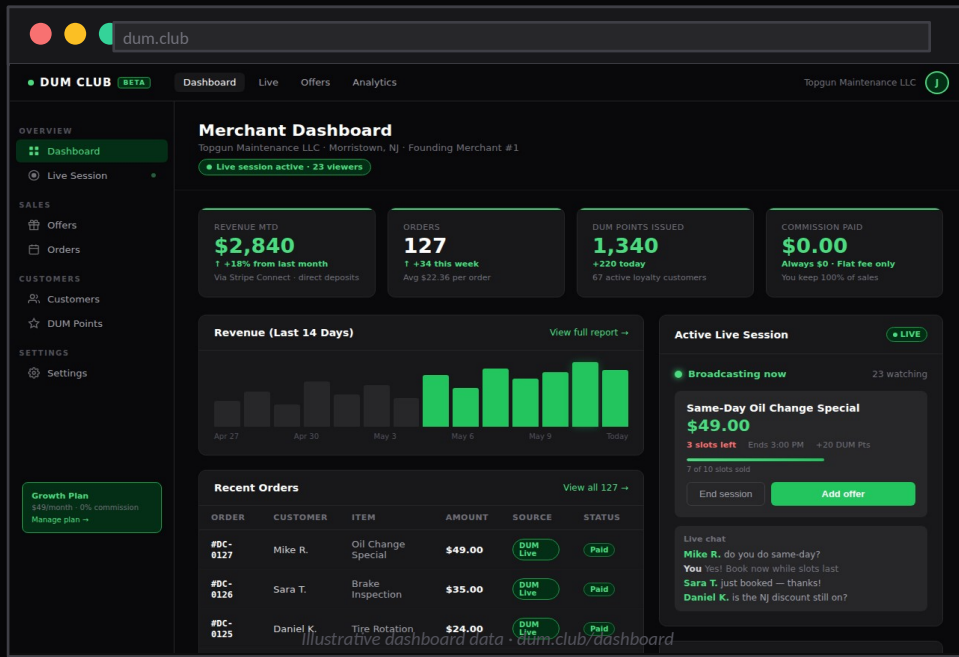 dum.club
DUM CLUB BETA Dashboard Live Offers Analytics Topgun Maintenance LLC J
OVERVIEW
Dashboard
Live Session
SALES
Offers
Orders
CUSTOMERS
Customers
DUM Points
SETTINGS
Settings
Growth Plan
$49/month · 0% commission
Manage plan →
Merchant Dashboard
Topgun Maintenance LLC · Morristown, NJ · Founding Merchant #1
Live session active · 23 viewers
REVENUE MTD
$2,840
↑ +18% from last month
Via Stripe Connect · direct deposits
ORDERS
127
↑ +34 this week
Avg $22.36 per order
DUM POINTS ISSUED
1,340
+220 today
67 active loyalty customers
COMMISSION PAID
$0.00
Always $0 · Flat fee only
You keep 100% of sales
Revenue (Last 14 Days) View full report →
Apr 27 Apr 30 May 3 May 6 May 9 Today
Recent Orders View all 127 →
ORDER CUSTOMER ITEM AMOUNT SOURCE STATUS
#DC-
0127 Mike R. Oil Change
Special $49.00 DUM
Live Paid
#DC-
0126 Sara T. Brake
Inspection $35.00 DUM
Live Paid
#DC-
0125 Daniel K. Tire Rotation $24.00 DUM
Live Paid
Active Live Session LIVE
Broadcasting now 23 watching
Same-Day Oil Change Special
$49.00
3 slots left Ends 3:00 PM +20 DUM Pts
7 of 10 slots sold
End session Add offer
Live chat
Mike R. do you do same-day?
You Yes! Book now while slots last
Sara T. just booked — thanks!
Daniel K. is the NJ discount still on?
Illustrative dashboard data · dum.club/dashboard